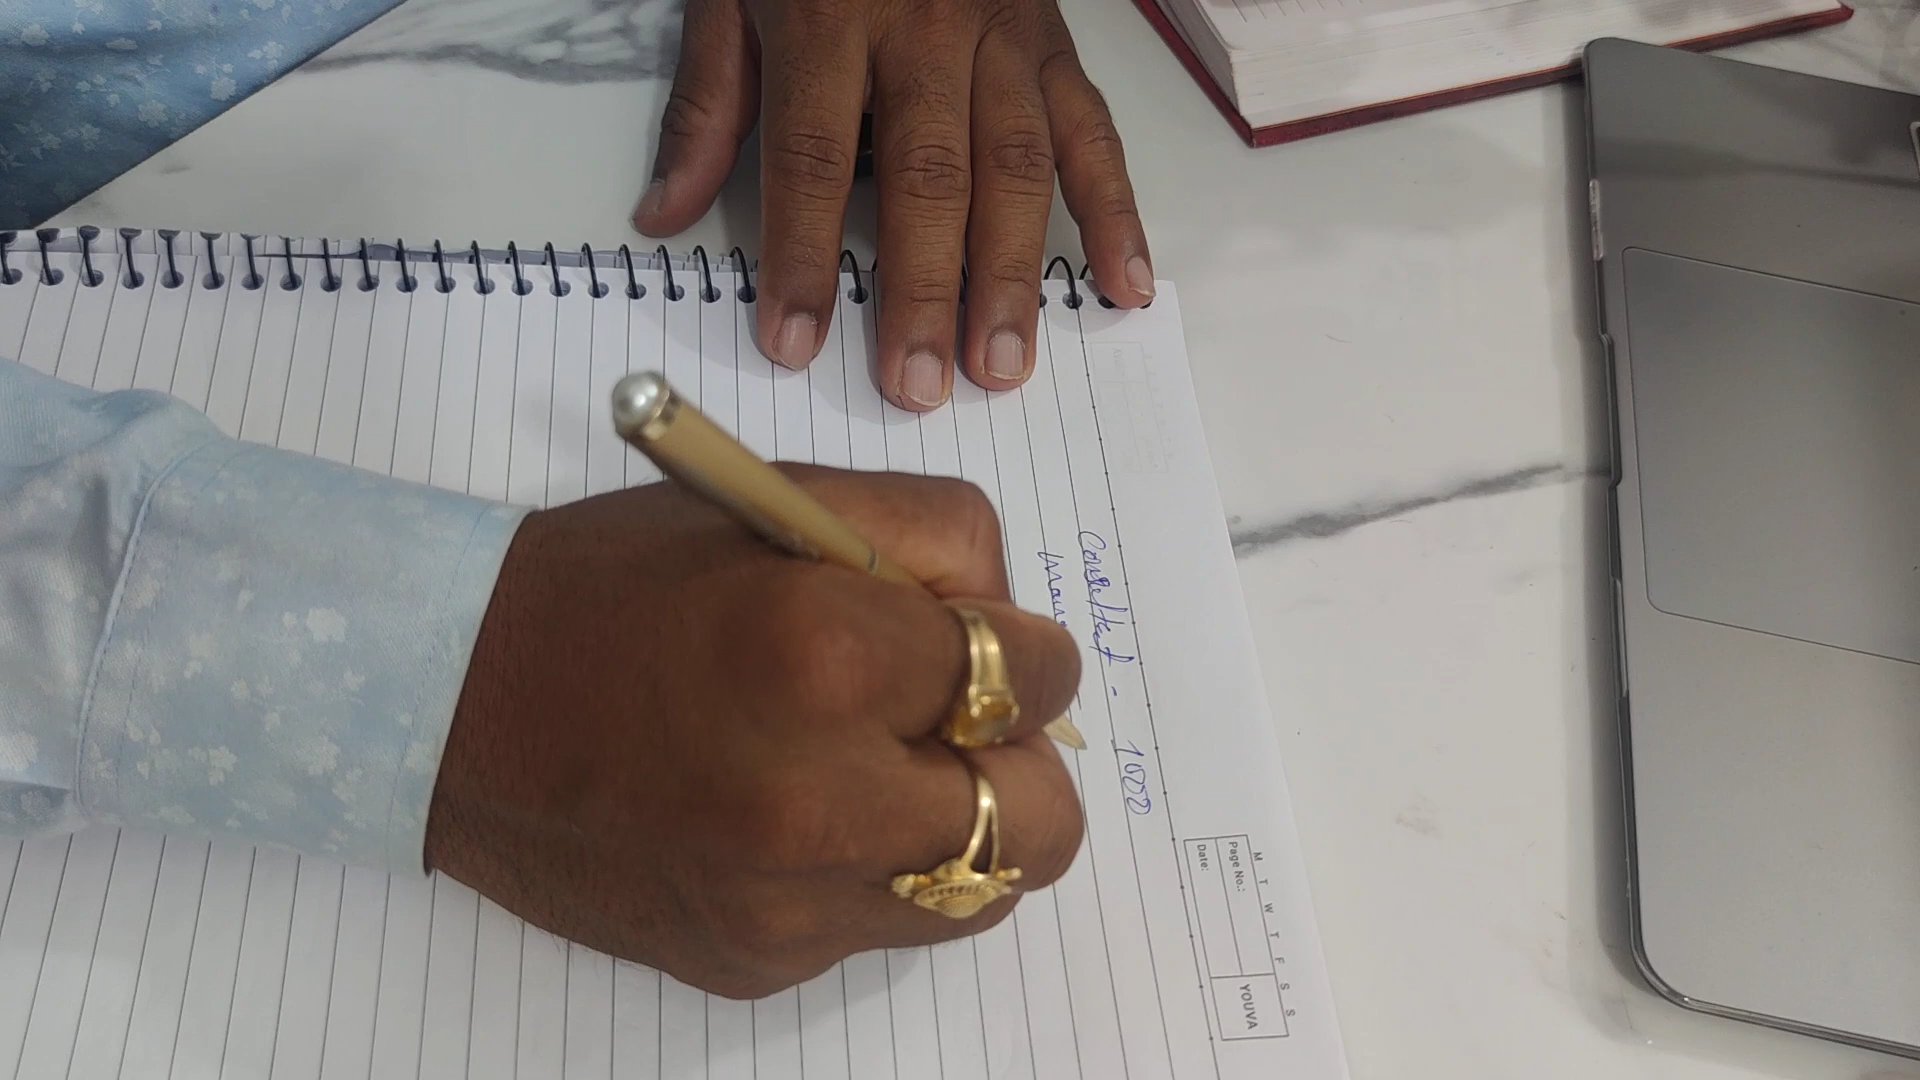 M T W T F S S
Page No.:
Date:
YOUVA
Consultant - 1000